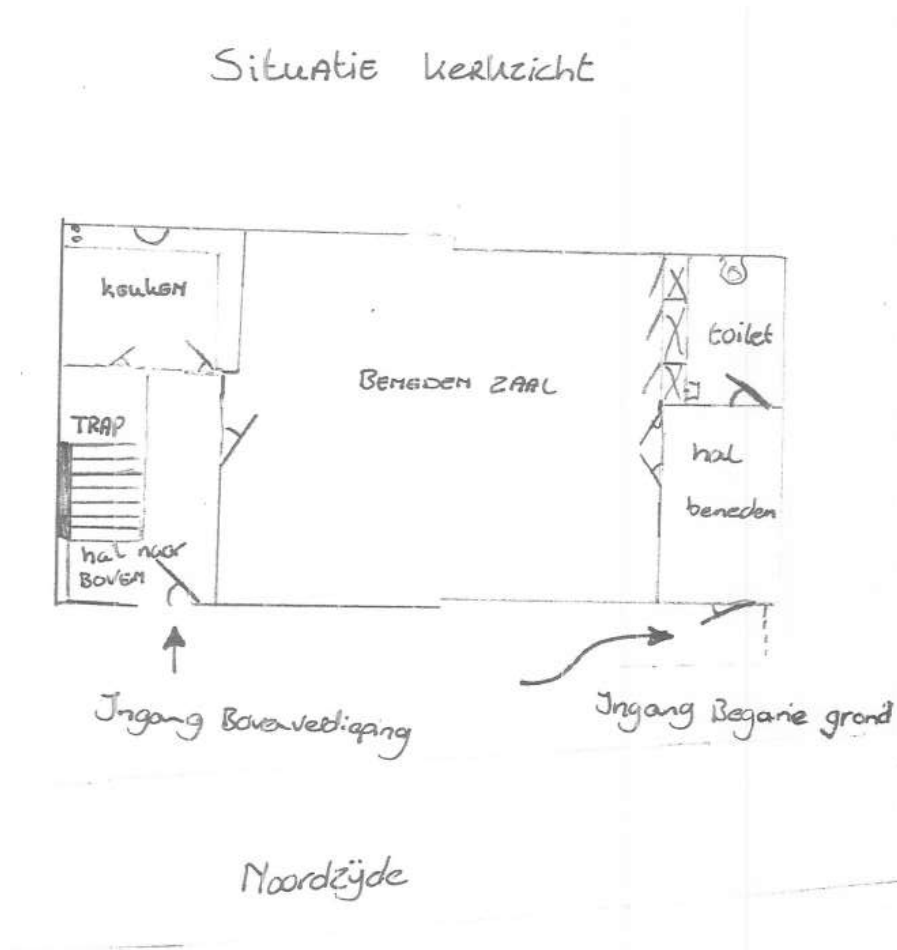 Situatie kerkzicht
keuken
BENEDEN ZAAL
toilet
TRAP
hal
beneden
hal naar
BOVEN
Ingang Bovenverdieping
Ingang Begane grond
Noordzijde